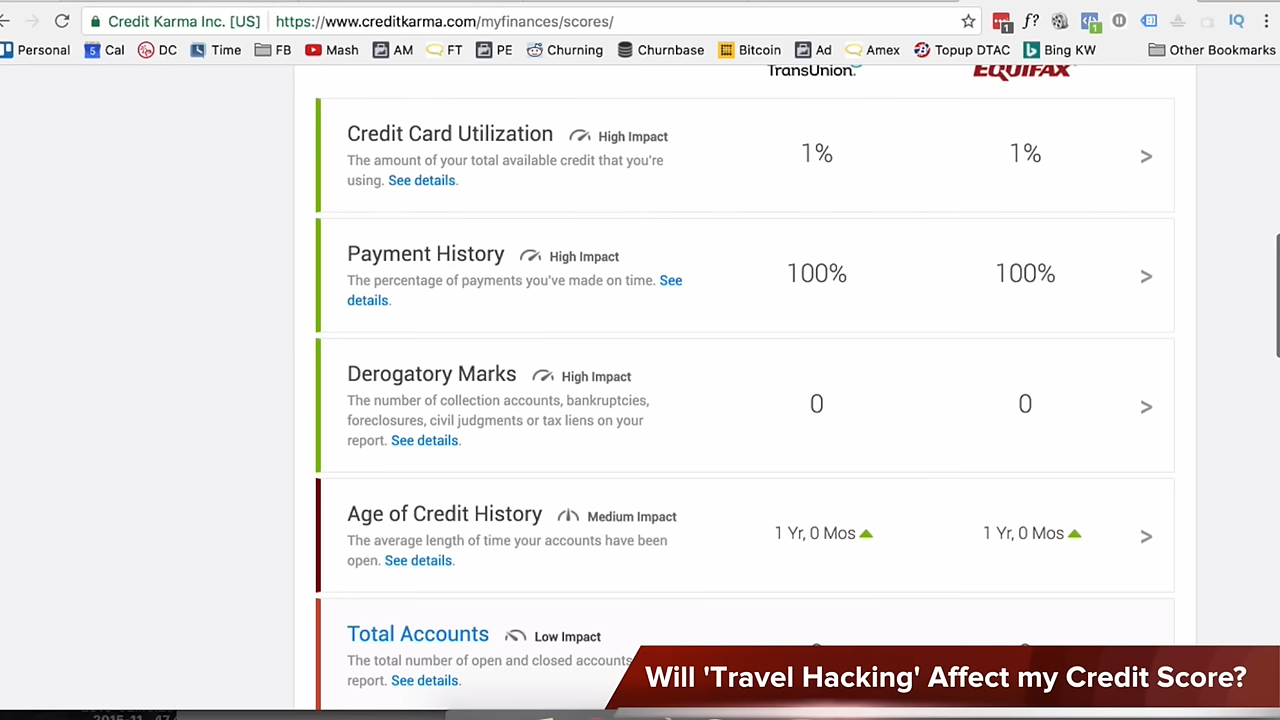 Credit Karma Inc. [US] https://www.creditkarma.com/myfinances/scores/
Personal 5 Cal DC Time FB Mash AM FT PE Churning Churnbase Bitcoin Ad Amex Topup DTAC Bing KW Other Bookmarks
TransUnion. EQUIFAX
Credit Card Utilization High Impact
The amount of your total available credit that you're
using. See details.
1% 1% >
Payment History High Impact
The percentage of payments you've made on time. See
details.
100% 100% >
Derogatory Marks High Impact
The number of collection accounts, bankruptcies,
foreclosures, civil judgments or tax liens on your
report. See details.
0 0 >
Age of Credit History Medium Impact
The average length of time your accounts have been
open. See details.
1 Yr, 0 Mos 1 Yr, 0 Mos >
Total Accounts Low Impact
The total number of open and closed accounts
report. See details.
Will 'Travel Hacking' Affect my Credit Score?